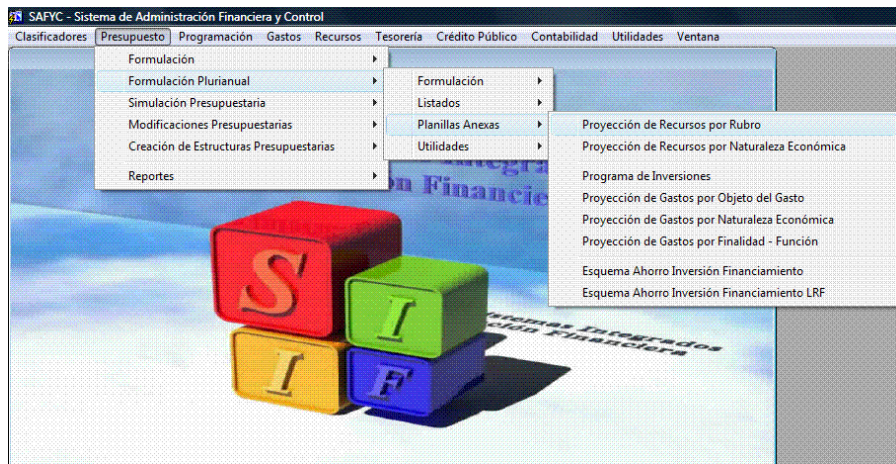 SAFYC - Sistema de Administración Financiera y Control
Clasificadores Presupuesto Programación Gastos Recursos Tesorería Crédito Público Contabilidad Utilidades Ventana
Formulación
Formulación Plurianual
Simulación Presupuestaria
Modificaciones Presupuestarias
Creación de Estructuras Presupuestarias
Reportes
Formulación
Listados
Planillas Anexas
Utilidades
Proyección de Recursos por Rubro
Proyección de Recursos por Naturaleza Económica
Programa de Inversiones
Proyección de Gastos por Objeto del Gasto
Proyección de Gastos por Naturaleza Económica
Proyección de Gastos por Finalidad - Función
Esquema Ahorro Inversión Financiamiento
Esquema Ahorro Inversión Financiamiento LRF
S
I
I
F